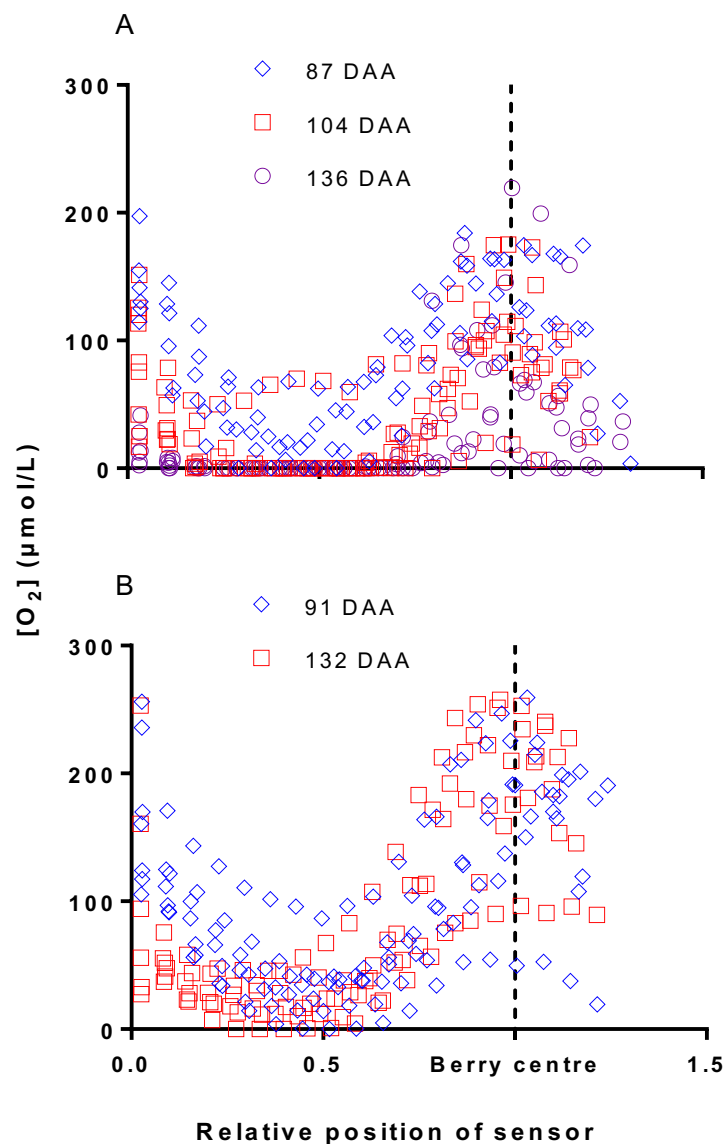 A
87 DAA
104 DAA
136 DAA
300
200
100
0
[O₂] (μmol/L)
B
91 DAA
132 DAA
300
200
100
0
0.0 0.5 Berry centre 1.5
Relative position of sensor